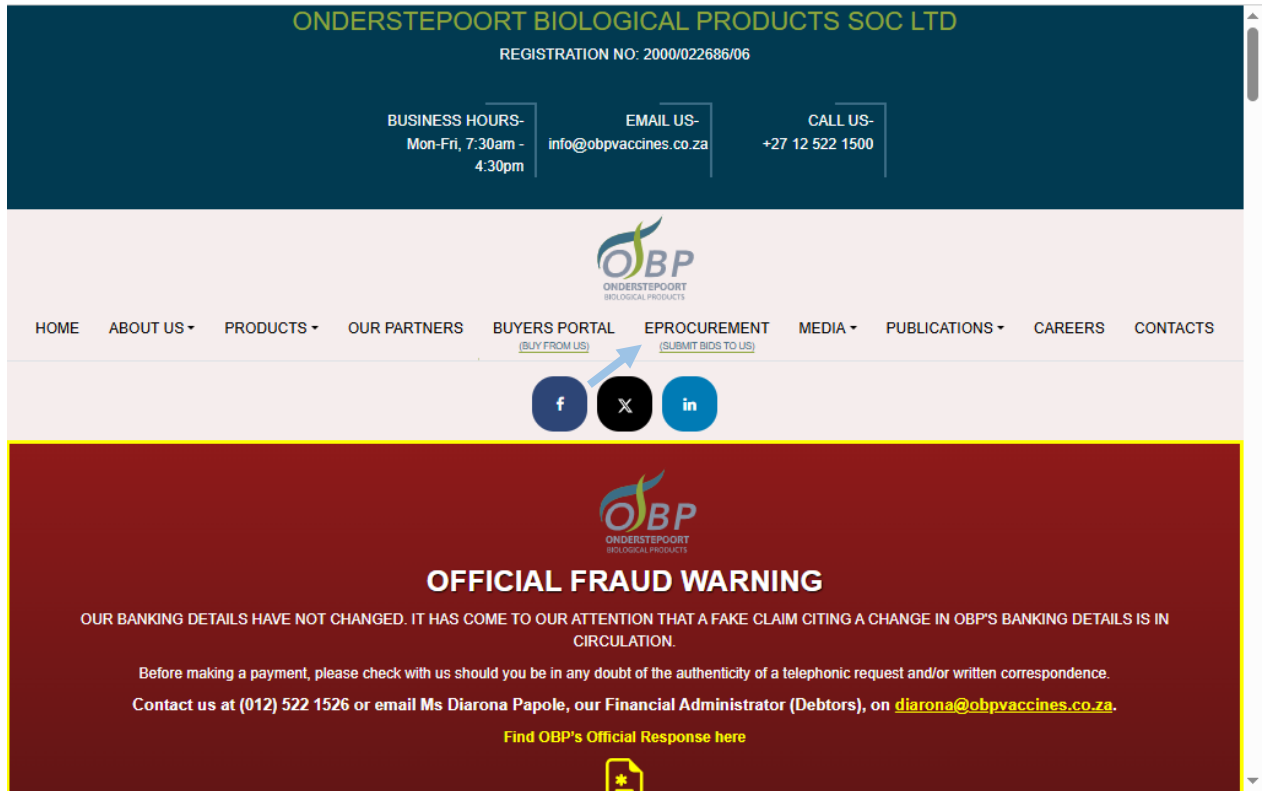 ONDERSTEPOORT BIOLOGICAL PRODUCTS SOC LTD
REGISTRATION NO: 2000/022686/06
BUSINESS HOURS-
Mon-Fri, 7:30am -
4:30pm
EMAIL US-
info@obpvaccines.co.za
CALL US-
+27 12 522 1500
OBP
ONDERSTEPOORT
BIOLOGICAL PRODUCTS
HOME ABOUT US PRODUCTS OUR PARTNERS BUYERS PORTAL EPROCUREMENT MEDIA PUBLICATIONS CAREERS CONTACTS
(BUY FROM US) (SUBMIT BIDS TO US)
f X in
OBP
ONDERSTEPOORT
BIOLOGICAL PRODUCTS
OFFICIAL FRAUD WARNING
OUR BANKING DETAILS HAVE NOT CHANGED. IT HAS COME TO OUR ATTENTION THAT A FAKE CLAIM CITING A CHANGE IN OBP'S BANKING DETAILS IS IN
CIRCULATION.
Before making a payment, please check with us should you be in any doubt of the authenticity of a telephonic request and/or written correspondence.
Contact us at (012) 522 1526 or email Ms Diarona Papole, our Financial Administrator (Debtors), on diarona@obpvaccines.co.za.
Find OBP's Official Response here